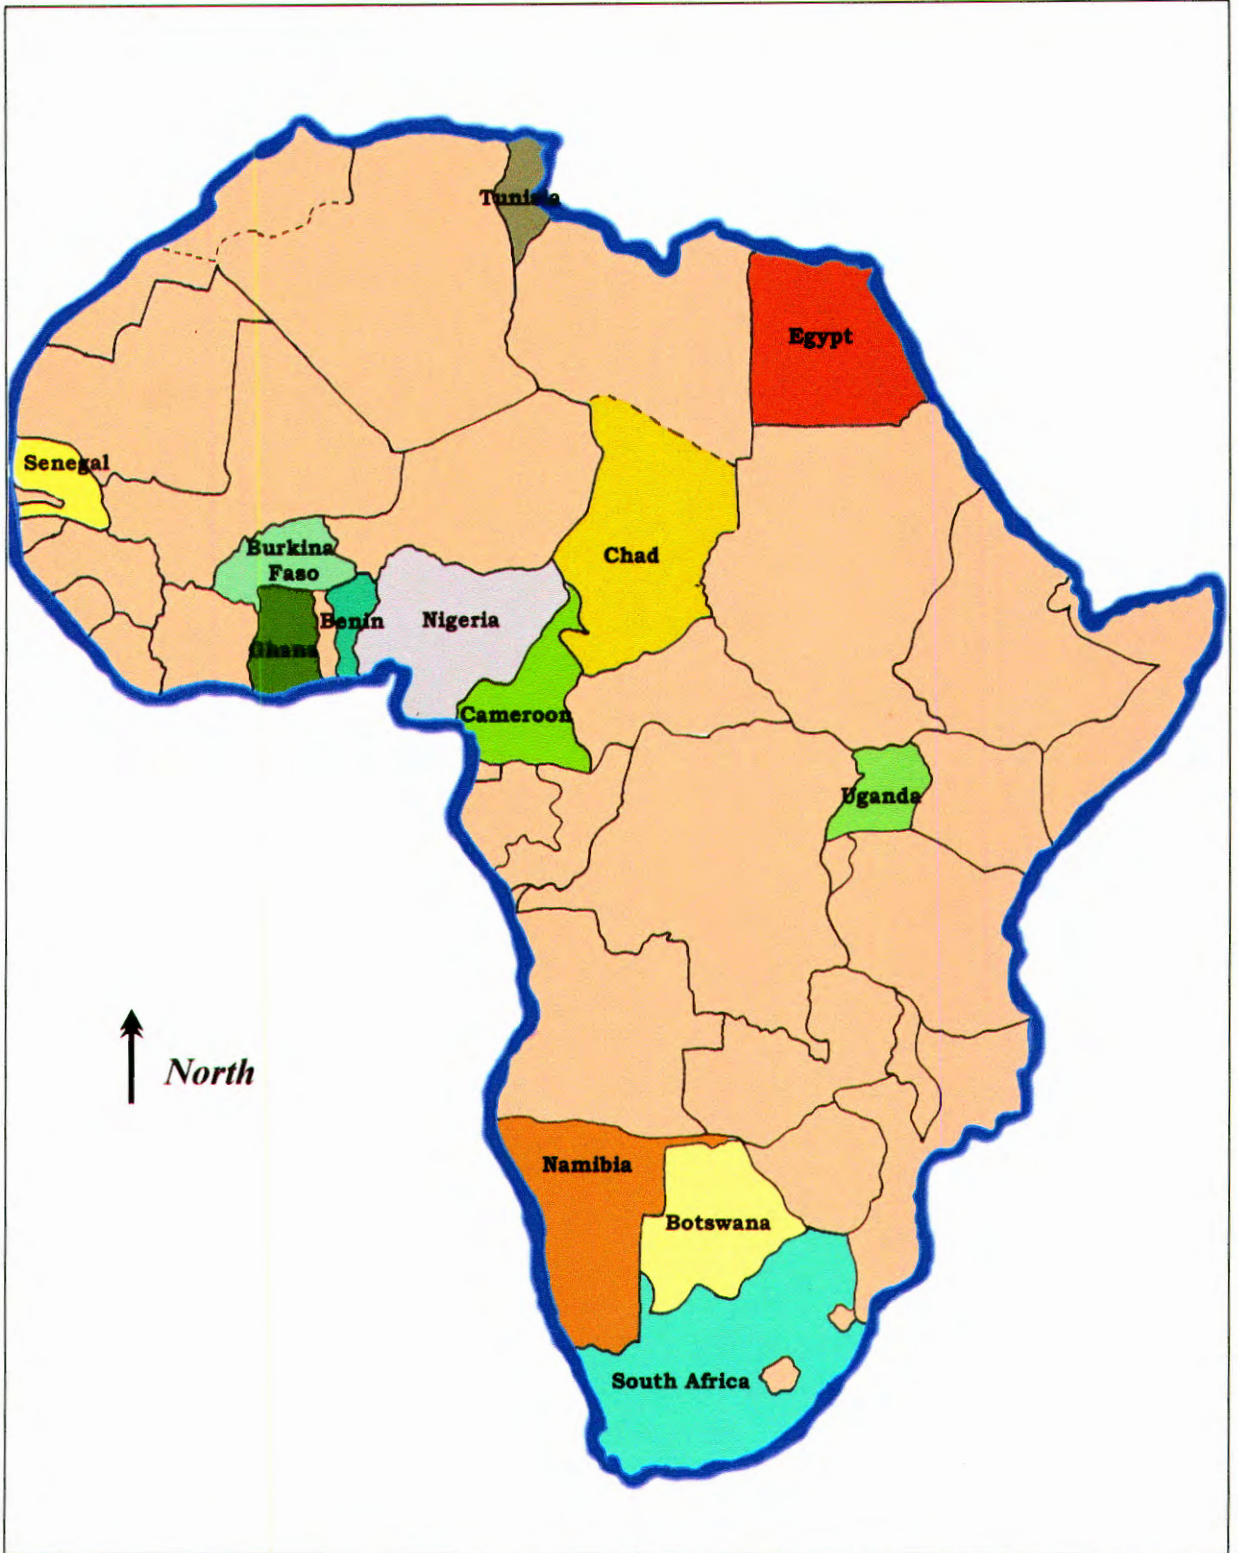 Tunisia
Egypt
Senegal
Burkina
Faso
Chad
Benin
Nigeria
Ghana
Cameroon
Uganda
North
Namibia
Botswana
South Africa